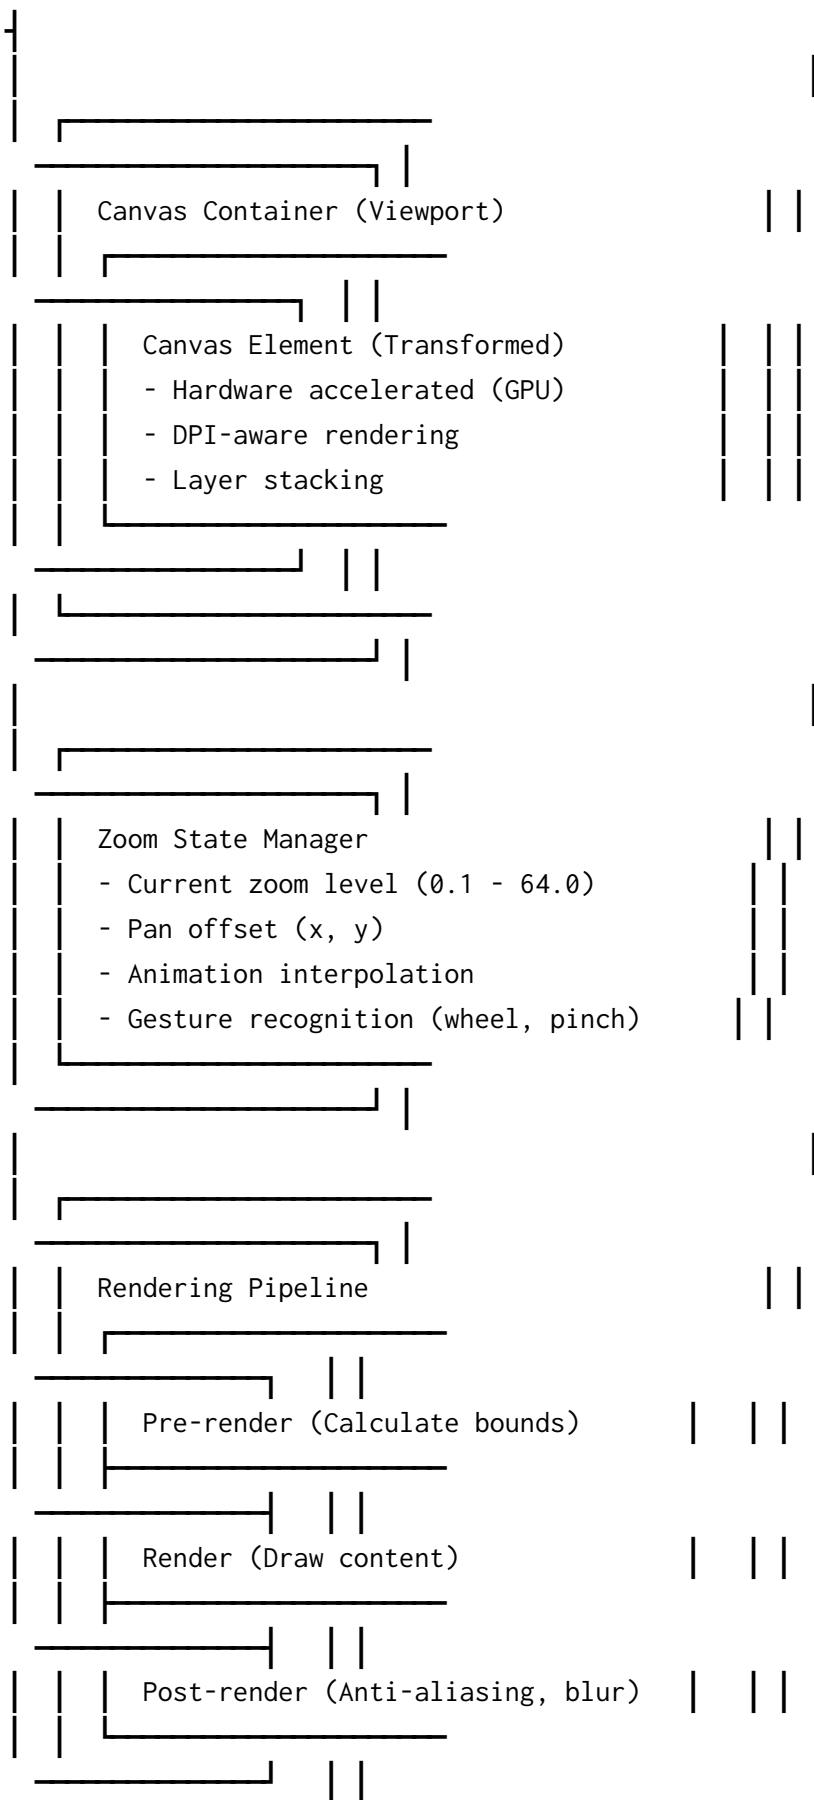 Canvas Container (Viewport)
Canvas Element (Transformed)
- Hardware accelerated (GPU)
- DPI-aware rendering
- Layer stacking
Zoom State Manager
- Current zoom level (0.1 - 64.0)
- Pan offset (x, y)
- Animation interpolation
- Gesture recognition (wheel, pinch)
Rendering Pipeline
Pre-render (Calculate bounds)
Render (Draw content)
Post-render (Anti-aliasing, blur)